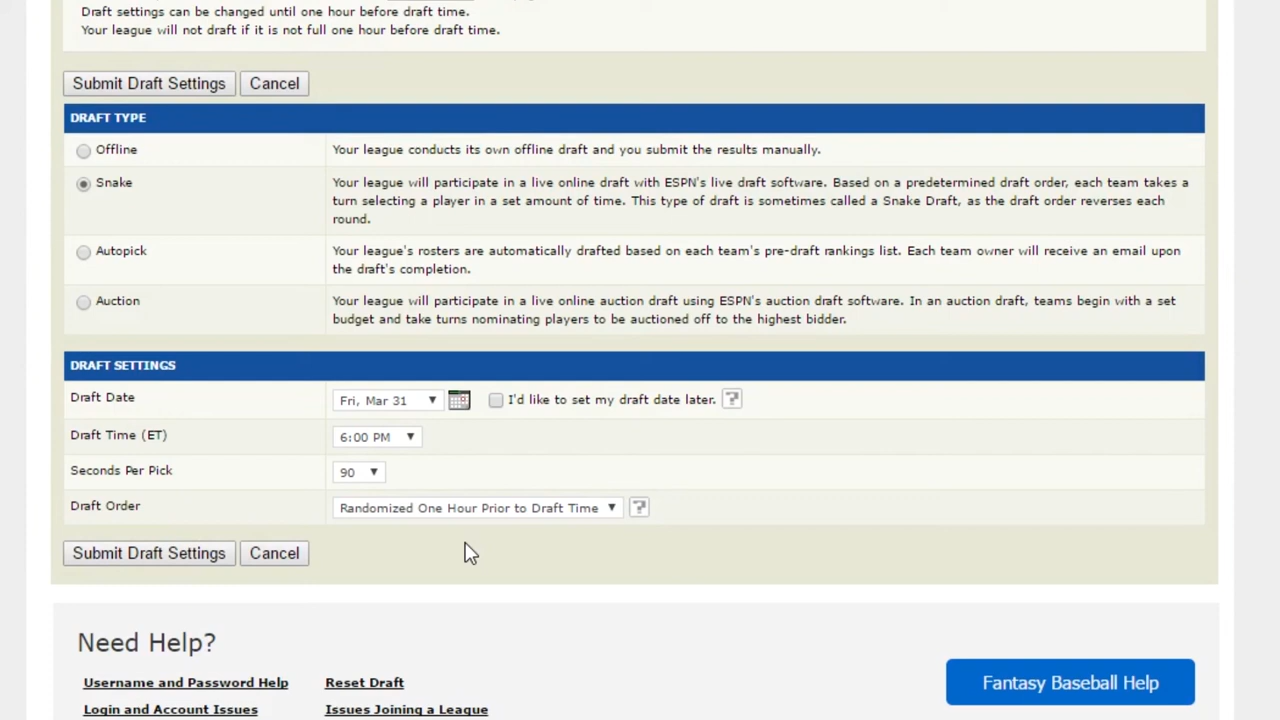 Draft settings can be changed until one hour before draft time.
Your league will not draft if it is not full one hour before draft time.
Submit Draft Settings Cancel
DRAFT TYPE
Offline Your league conducts its own offline draft and you submit the results manually.
Snake Your league will participate in a live online draft with ESPN's live draft software. Based on a predetermined draft order, each team takes a
turn selecting a player in a set amount of time. This type of draft is sometimes called a Snake Draft, as the draft order reverses each
round.
Autopick Your league's rosters are automatically drafted based on each team's pre-draft rankings list. Each team owner will receive an email upon
the draft's completion.
Auction Your league will participate in a live online auction draft using ESPN's auction draft software. In an auction draft, teams begin with a set
budget and take turns nominating players to be auctioned off to the highest bidder.
DRAFT SETTINGS
Draft Date Fri, Mar 31 I'd like to set my draft date later. ?
Draft Time (ET) 6:00 PM
Seconds Per Pick 90
Draft Order Randomized One Hour Prior to Draft Time ?
Submit Draft Settings Cancel
Need Help?
Username and Password Help Reset Draft
Fantasy Baseball Help
Login and Account Issues Issues Joining a League